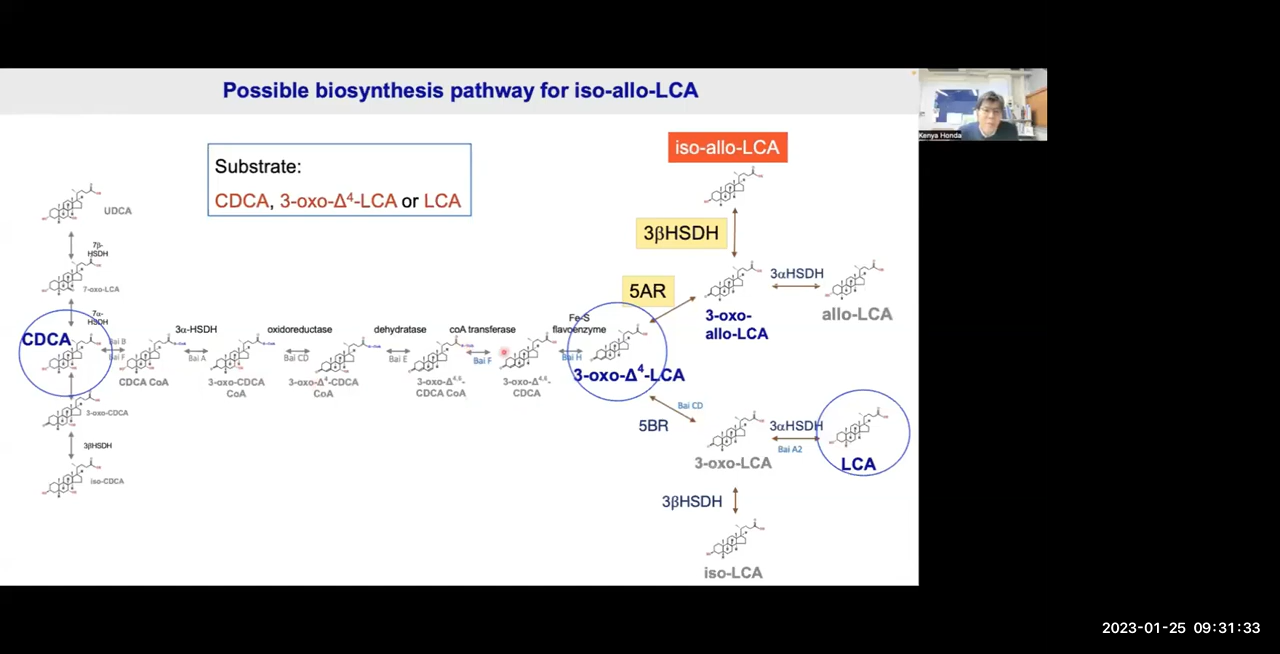 Possible biosynthesis pathway for iso-allo-LCA
Kenya Honda
Substrate:
CDCA, 3-oxo-Δ⁴-LCA or LCA
iso-allo-LCA
3βHSDH
5AR
3-oxo-
allo-LCA
3αHSDH
allo-LCA
UDCA
7β-
HSDH
7-oxo-LCA
7α-
HSDH
CDCA
Bai B
Bai F
CDCA CoA
3α-HSDH
Bai A
3-oxo-CDCA
CoA
oxidoreductase
Bai CD
3-oxo-Δ⁴-CDCA
CoA
dehydratase
Bai E
3-oxo-Δ⁴,⁶-
CDCA CoA
coA transferase
Bai F
3-oxo-Δ⁴,⁶-
CDCA
Fe-S
flavoenzyme
Bai H
3-oxo-Δ⁴-LCA
3-oxo-CDCA
3βHSDH
iso-CDCA
Bai CD
5BR
3-oxo-LCA
3αHSDH
Bai A2
LCA
3βHSDH
iso-LCA
2023-01-25 09:31:33